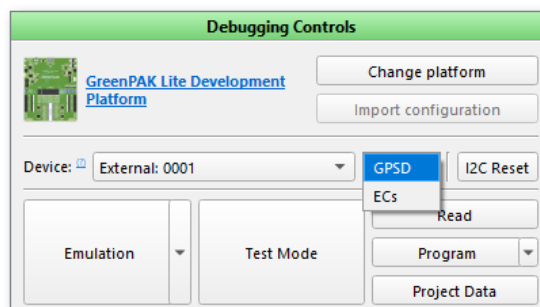 Debugging Controls
GreenPAK Lite Development
Platform
Change platform
Import configuration
Device: [?] External: 0001
GPSD
I2C Reset
ECs
Read
Emulation
Test Mode
Program
Project Data